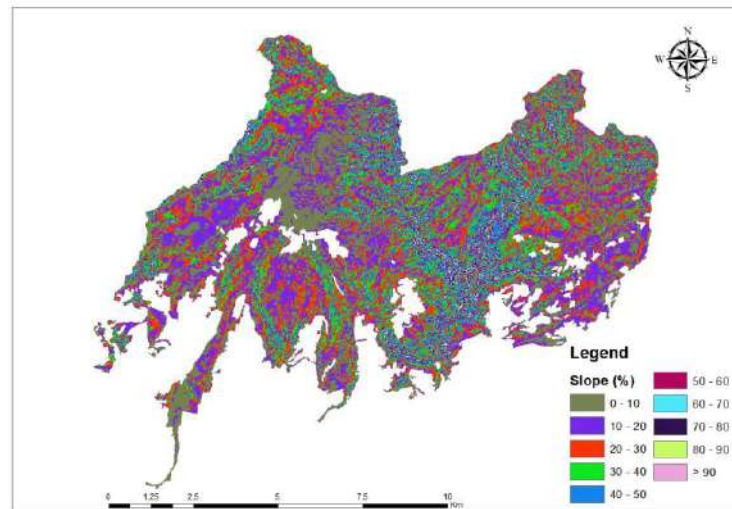 N
W E
S
Legend
Slope (%)
0 - 10
10 - 20
20 - 30
30 - 40
40 - 50
50 - 60
60 - 70
70 - 80
80 - 90
> 90
0 1.25 2.5 5 7.5 10
Km